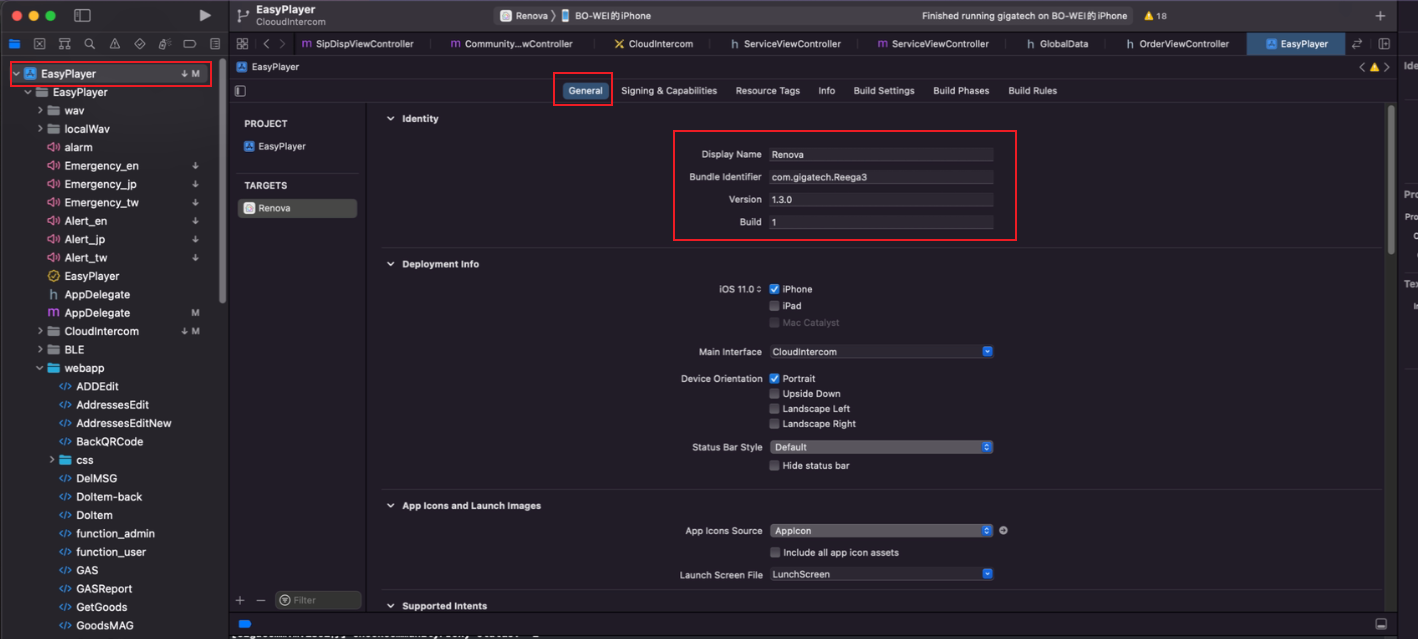 EasyPlayer
CloudIntercom
Renova
BO-WEI的iPhone
Finished running gigatech on BO-WEI的iPhone
18
SipDispViewController
Community...wController
CloudIntercom
ServiceViewController
ServiceViewController
GlobalData
OrderViewController
EasyPlayer
EasyPlayer
M
EasyPlayer
wav
localWav
alarm
Emergency_en
Emergency_jp
Emergency_tw
Alert_en
Alert_jp
Alert_tw
EasyPlayer
AppDelegate
AppDelegate
M
CloudIntercom
M
BLE
webapp
ADDEdit
AddressesEdit
AddressesEditNew
BackQRCode
css
DelMSG
DoItem-back
DoItem
function_admin
function_user
GAS
GASReport
GetGoods
GoodsMAG
EasyPlayer
General
Signing & Capabilities
Resource Tags
Info
Build Settings
Build Phases
Build Rules
PROJECT
EasyPlayer
TARGETS
Renova
Filter
Identity
Display Name
Renova
Bundle Identifier
com.gigatech.Reega3
Version
1.3.0
Build
1
Deployment Info
iOS 11.0
iPhone
iPad
Mac Catalyst
Main Interface
CloudIntercom
Device Orientation
Portrait
Upside Down
Landscape Left
Landscape Right
Status Bar Style
Default
Hide status bar
App Icons and Launch Images
App Icons Source
AppIcon
Include all app icon assets
Launch Screen File
LunchScreen
Supported Intents